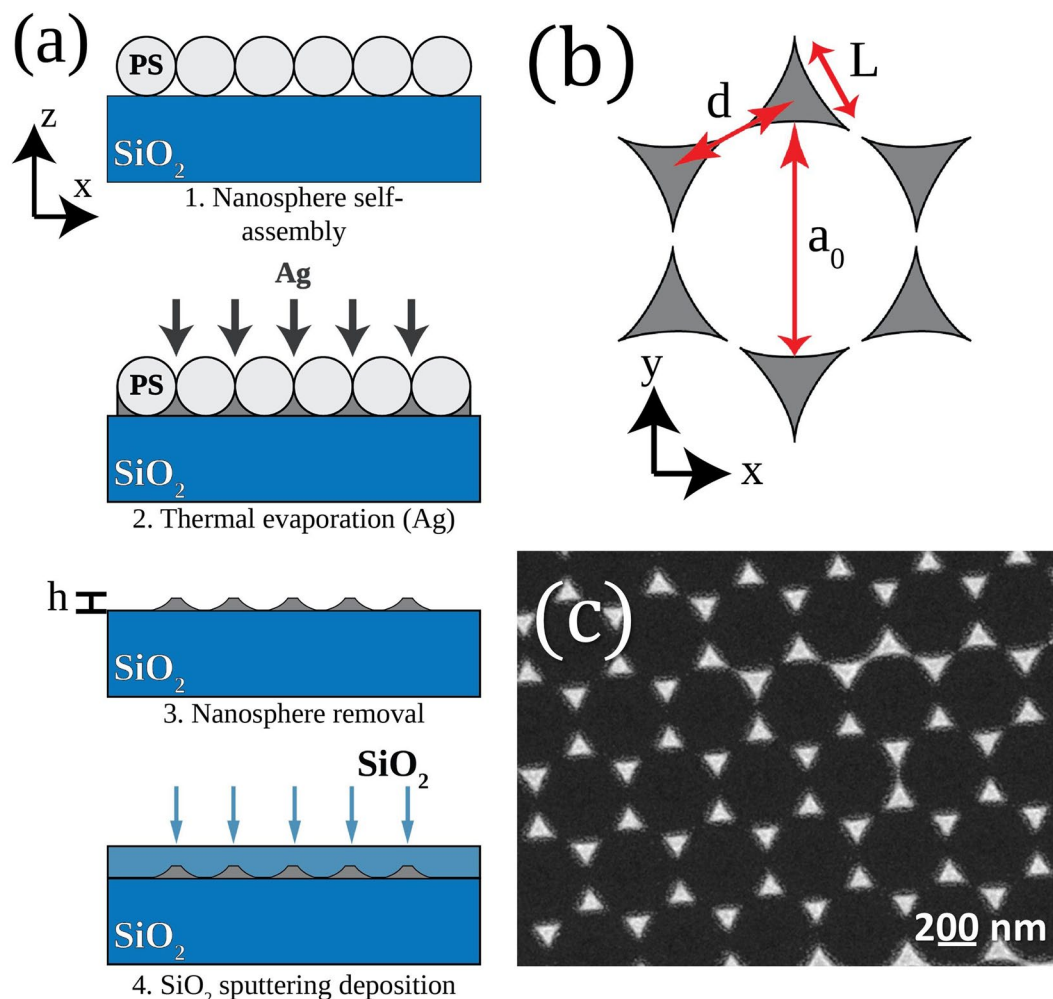 (a)
PS
z
SiO2
x
1. Nanosphere self-
assembly
Ag
PS
SiO2
2. Thermal evaporation (Ag)
h
SiO2
3. Nanosphere removal
SiO2
SiO2
4. SiO2 sputtering deposition
(b)
L
d
a0
y
x
(c)
200 nm